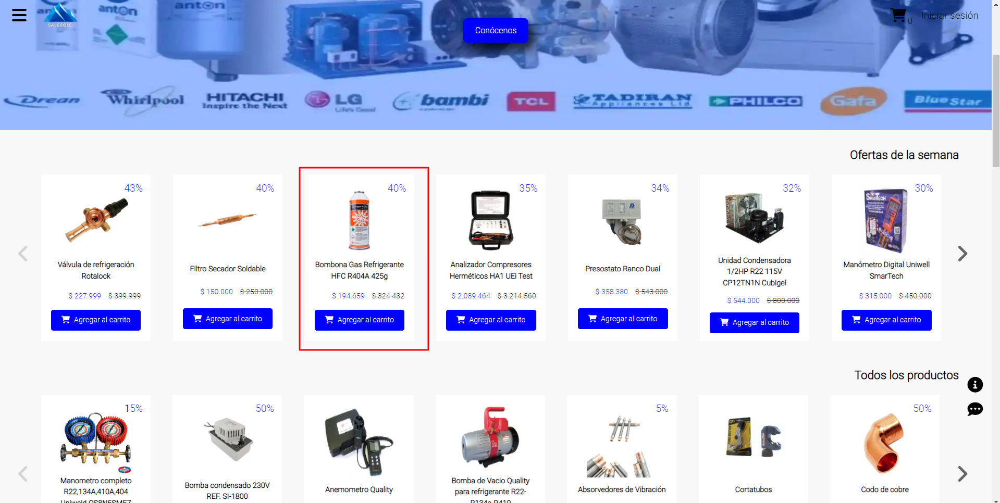 anton
anton
anton
SALECOLD
Conócenos
0
Iniciar sesión
Drean
Whirlpool
HITACHI
Inspire the Next
LG
Life's Good
bambi
TCL
TADIRAN
Appliances Ltd.
PHILCO
Gafa
BlueStar
Ofertas de la semana
43%
Válvula de refrigeración
Rotalock
$ 227.999 $ 399.999
Agregar al carrito
40%
Filtro Secador Soldable
$ 150.000 $ 250.000
Agregar al carrito
40%
Bombona Gas Refrigerante
HFC R404A 425g
$ 194.659 $ 324.432
Agregar al carrito
35%
Analizador Compresores
Herméticos HA1 UEi Test
$ 2.089.464 $ 3.214.560
Agregar al carrito
34%
Presostato Ranco Dual
$ 358.380 $ 543.000
Agregar al carrito
32%
Unidad Condensadora
1/2HP R22 115V
CP12TN1N Cubigel
$ 544.000 $ 800.000
Agregar al carrito
30%
SMARTECH
Manómetro Digital Uniwell
SmarTech
$ 315.000 $ 450.000
Agregar al carrito
Todos los productos
15%
Manometro completo
R22,134A,410A,404
Uniweld QS8N5SMEZ
50%
Bomba condensado 230V
REF. SI-1800
Anemometro Quality
Bomba de Vacio Quality
para refrigerante R22-
R134a-R410
5%
Absorvedores de Vibración
Cortatubos
50%
Codo de cobre